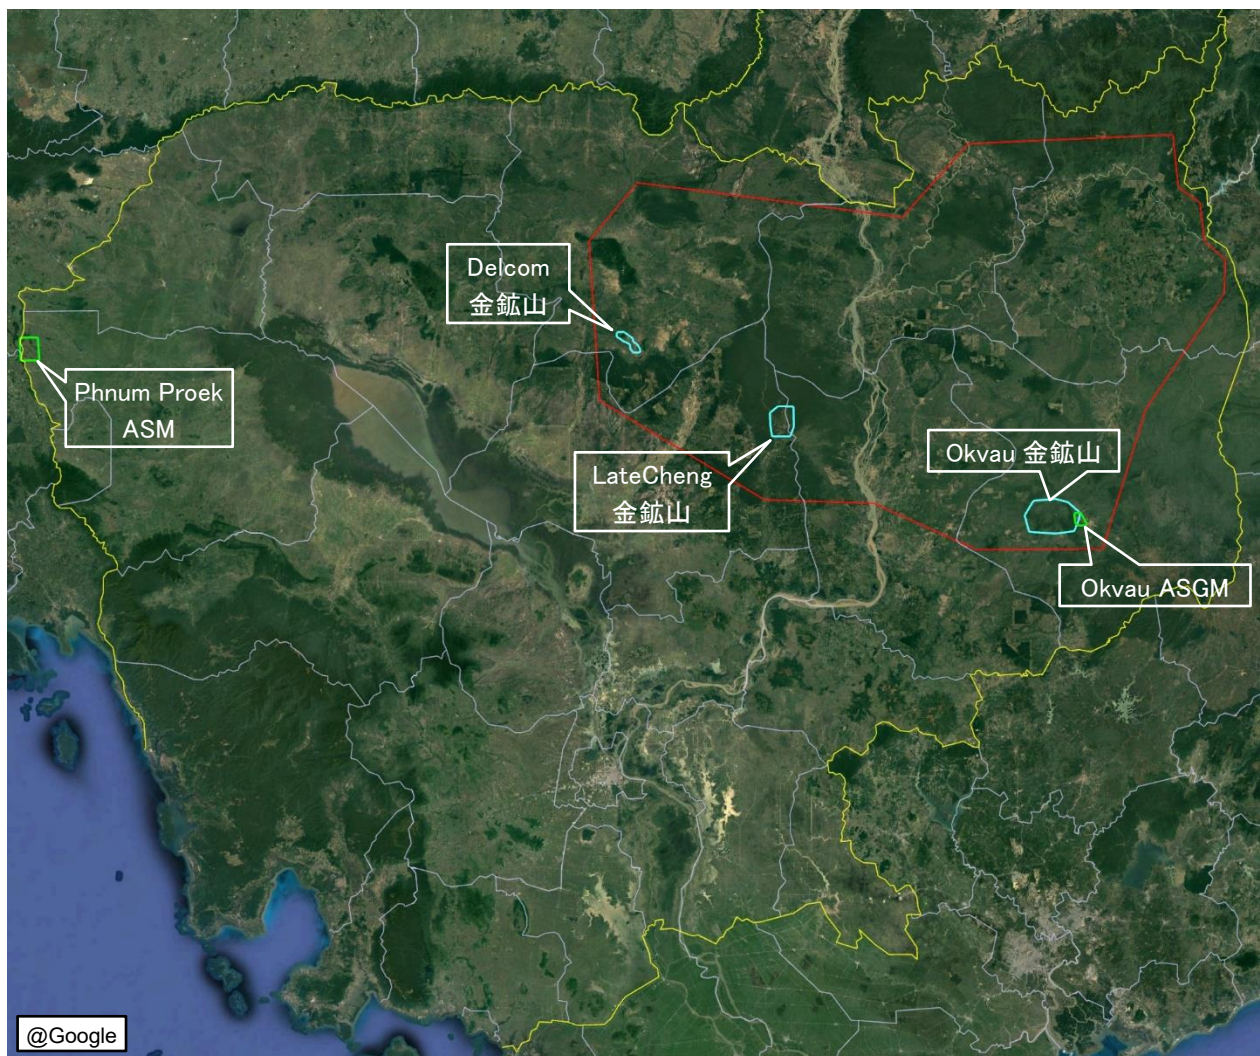 Delcom
金鉱山
Phnum Proek
ASM
LateCheng
金鉱山
Okvau 金鉱山
Okvau ASGM
@Google